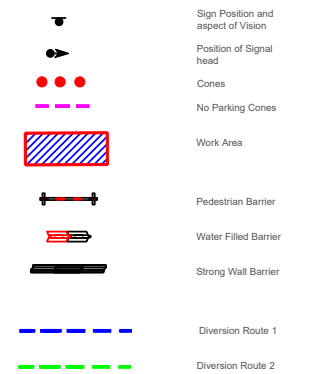 Sign Position and
aspect of Vision
Position of Signal
head
Cones
No Parking Cones
Work Area
Pedestrian Barrier
Water Filled Barrier
Strong Wall Barrier
Diversion Route 1
Diversion Route 2